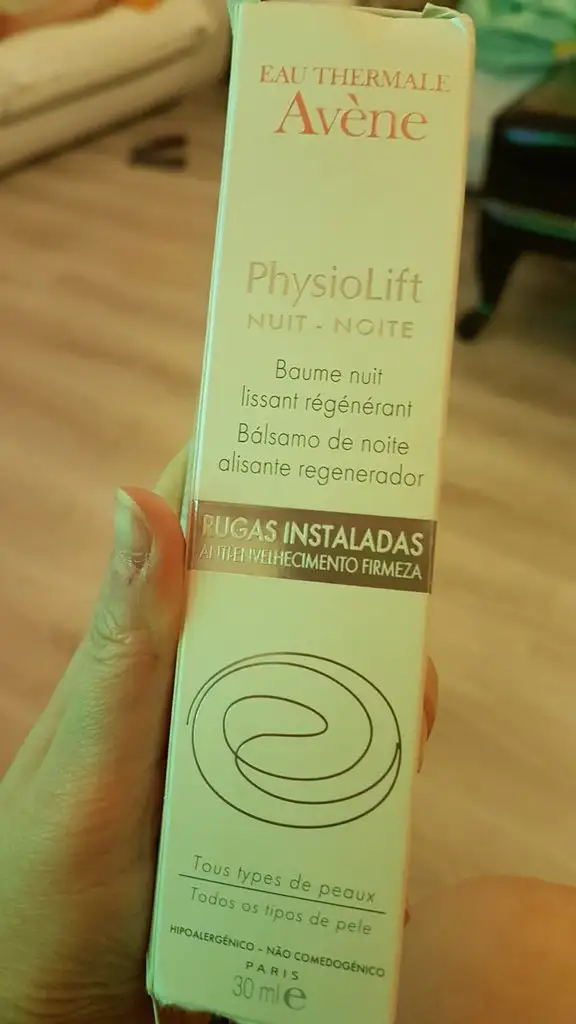 EAU THERMALE
Avène
PhysioLift
NUIT - NOITE
Baume nuit
lissant régénérant
Bálsamo de noite
alisante regenerador
RUGAS INSTALADAS
ANTI-ENVELHECIMENTO FIRMEZA
Tous types de peaux
Todos os tipos de pele
HIPOALERGÉNICO - NÃO COMEDOGÉNICO
PARIS
30 ml e